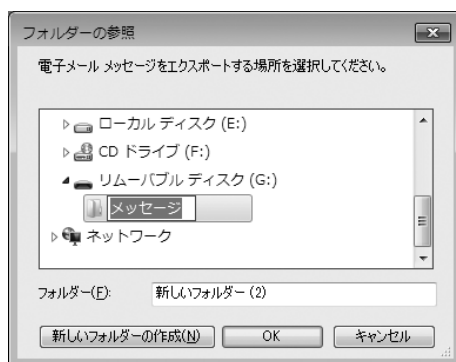 フォルダーの参照
電子メール メッセージをエクスポートする場所を選択してください。
ローカル ディスク (E:)
CD ドライブ (F:)
リムーバブル ディスク (G:)
メッセージ
ネットワーク
フォルダー(F): 新しいフォルダー (2)
新しいフォルダーの作成(N) OK キャンセル